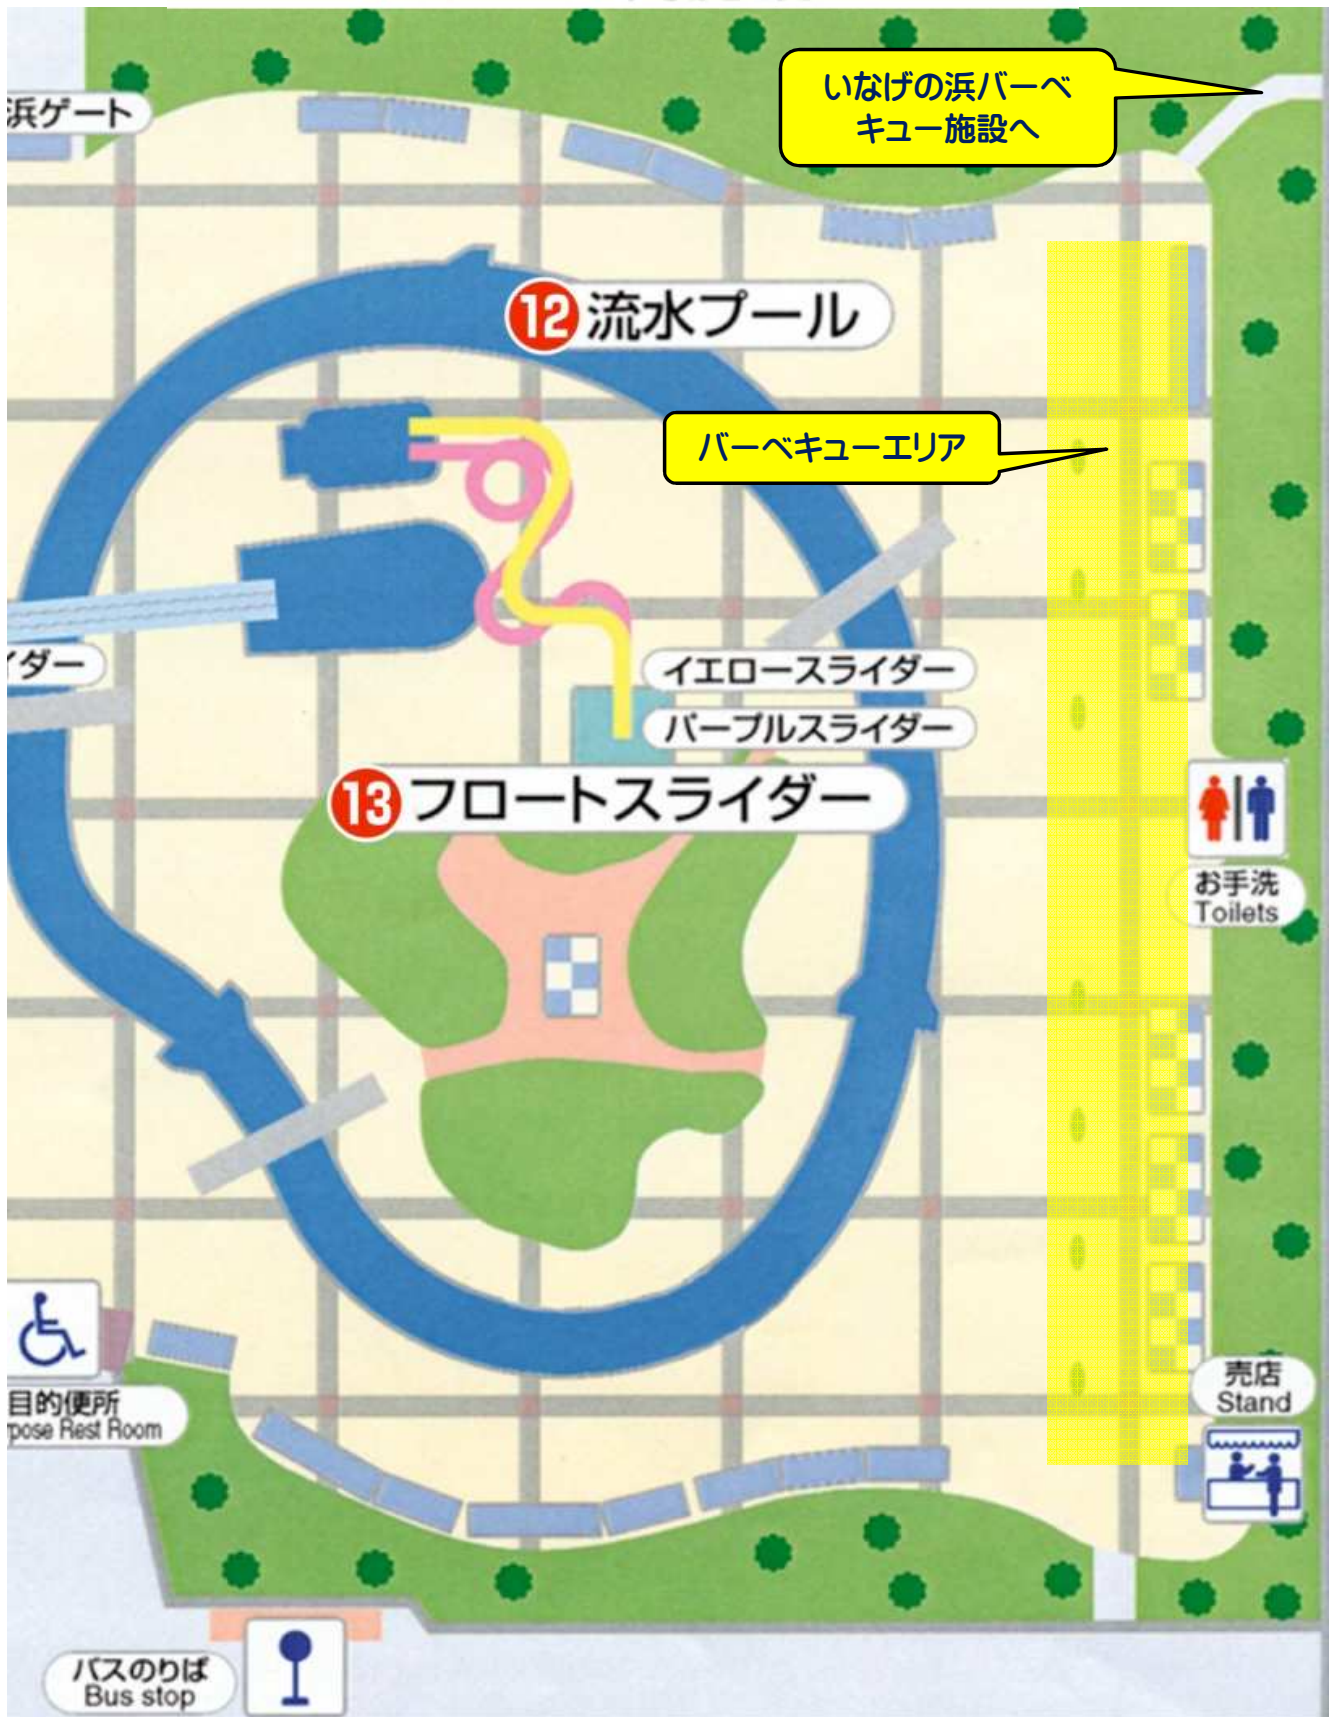 いなげの浜バーベ
キュー施設へ
浜ゲート
12 流水プール
バーベキューエリア
イダー
イエロースライダー
パープルスライダー
13 フロートスライダー
お手洗
Toilets
売店
Stand
目的便所
pose Rest Room
バスのりば
Bus stop